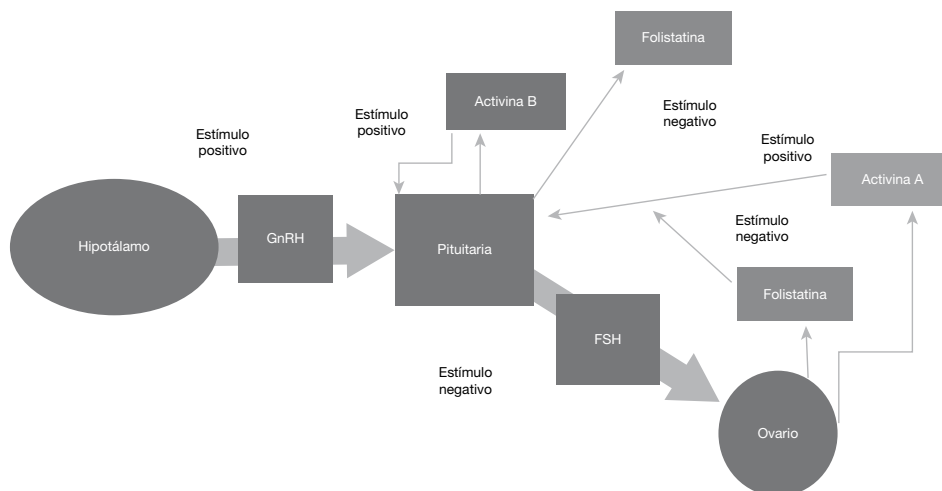 Folistatina
Activina B
Estímulo
positivo
Estímulo
negativo
Estímulo
positivo
Estímulo
positivo
Activina A
Estímulo
negativo
GnRH
Hipotálamo
Pituitaria
Folistatina
FSH
Estímulo
negativo
Ovario